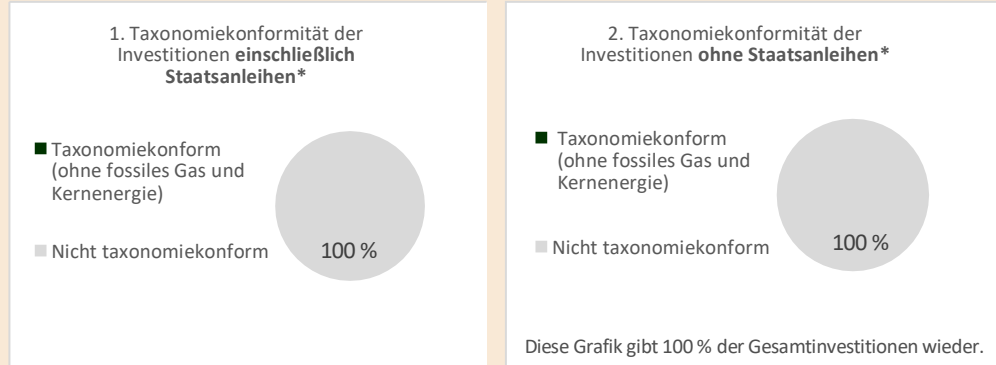 1. Taxonomiekonformität der
Investitionen einschließlich
Staatsanleihen*
Taxonomiekonform
(ohne fossiles Gas und
Kernenergie)
Nicht taxonomiekonform
100 %
2. Taxonomiekonformität der
Investitionen ohne Staatsanleihen*
Taxonomiekonform
(ohne fossiles Gas und
Kernenergie)
Nicht taxonomiekonform
100 %
Diese Grafik gibt 100 % der Gesamtinvestitionen wieder.